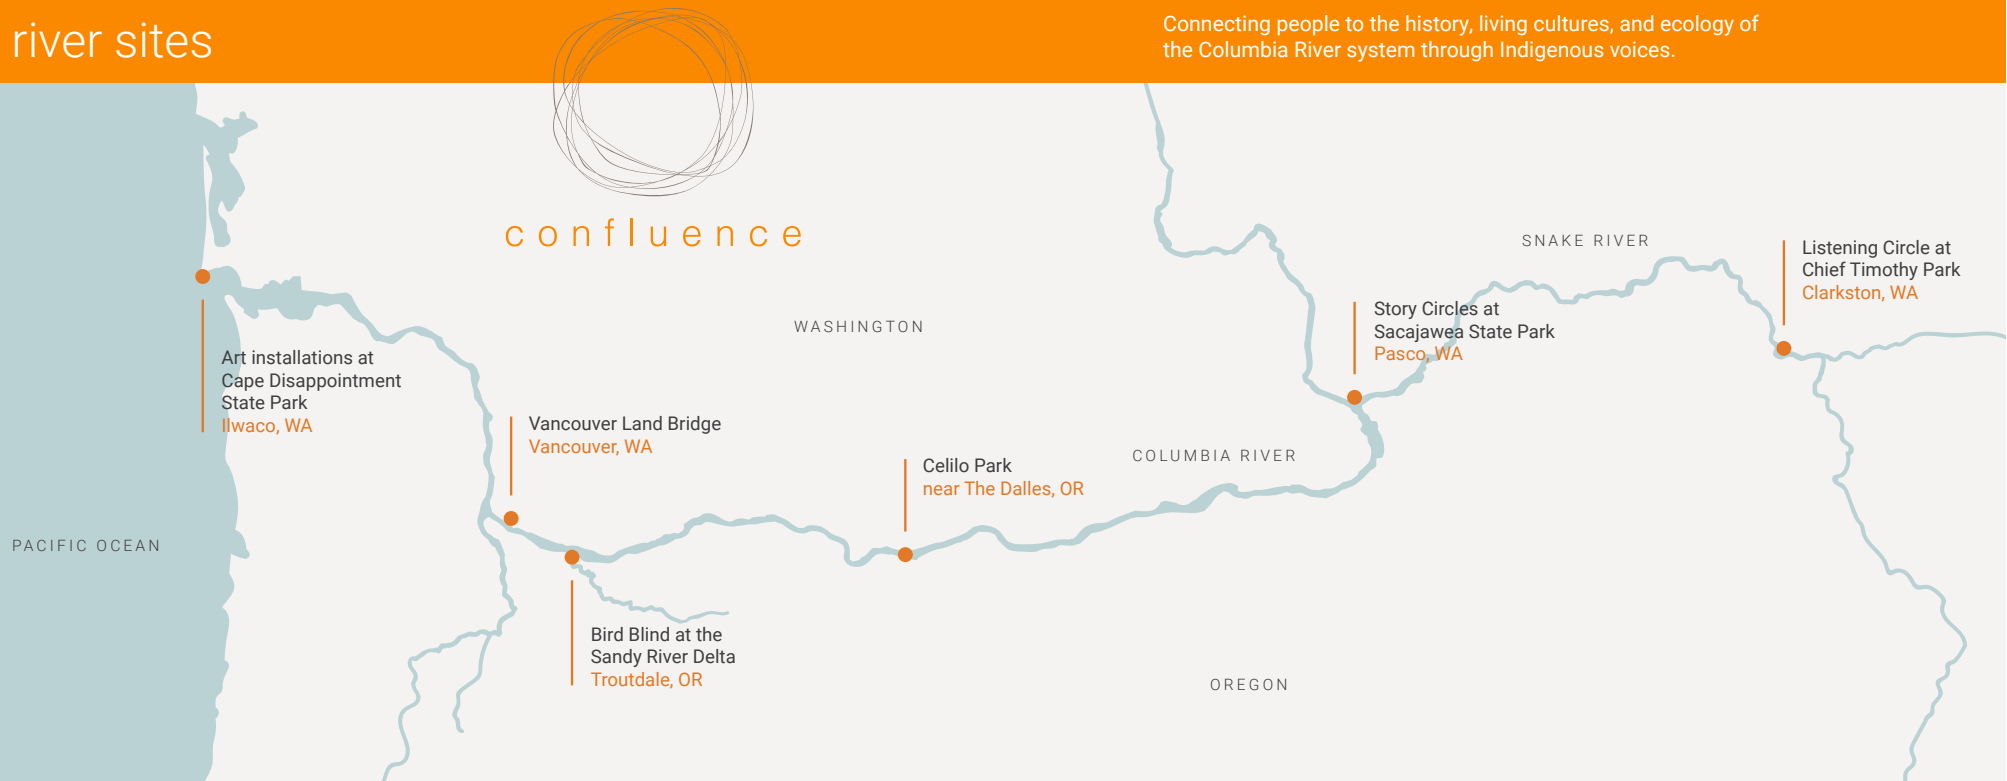 river sites
Connecting people to the history, living cultures, and ecology of
the Columbia River system through Indigenous voices.
confluence
SNAKE RIVER
Listening Circle at
Chief Timothy Park
Clarkston, WA
Story Circles at
Sacajawea State Park
Pasco, WA
WASHINGTON
Art installations at
Cape Disappointment
State Park
Ilwaco, WA
Vancouver Land Bridge
Vancouver, WA
Celilo Park
near The Dalles, OR
COLUMBIA RIVER
PACIFIC OCEAN
Bird Blind at the
Sandy River Delta
Troutdale, OR
OREGON